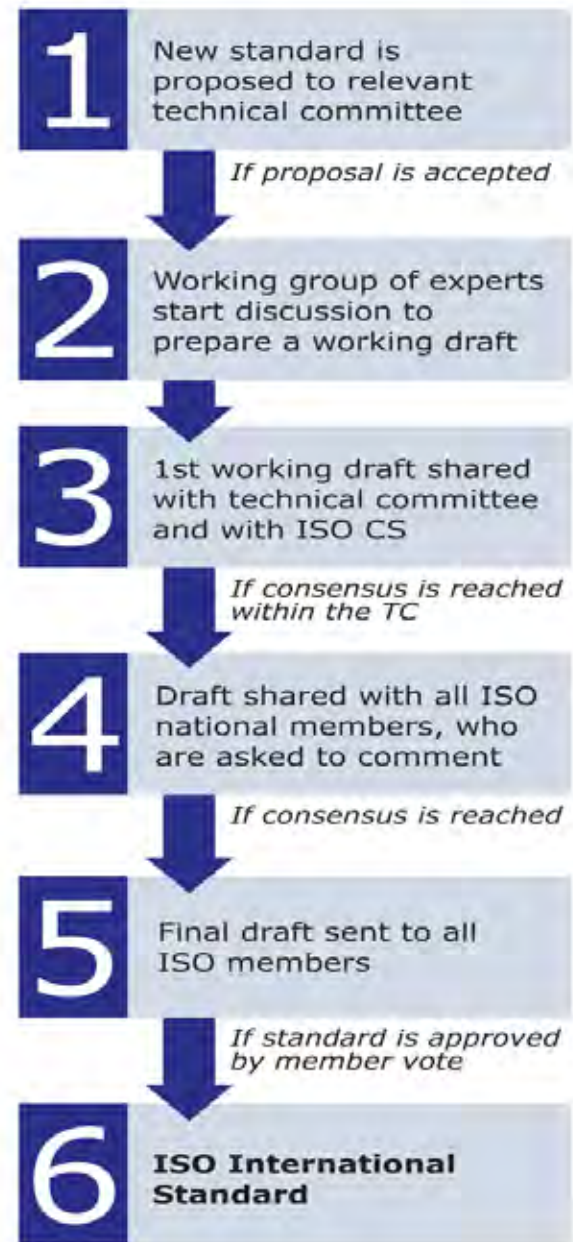 1
New standard is
proposed to relevant
technical committee
If proposal is accepted
2
Working group of experts
start discussion to
prepare a working draft
3
1st working draft shared
with technical committee
and with ISO CS
If consensus is reached
within the TC
4
Draft shared with all ISO
national members, who
are asked to comment
If consensus is reached
5
Final draft sent to all
ISO members
If standard is approved
by member vote
6
ISO International
Standard